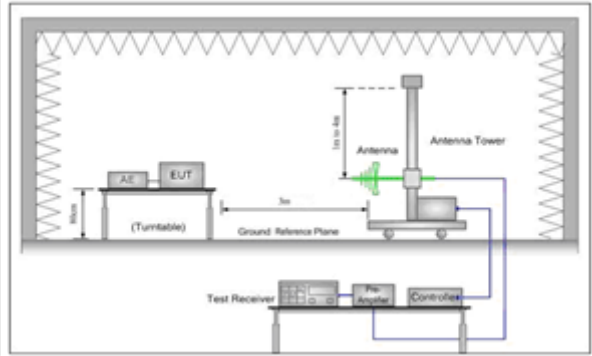 1m to 4m
Antenna
Antenna Tower
AE
EUT
80cm
3m
(Turntable)
Ground Reference Plane
Test Receiver
Pre-
Amplifier
Controller